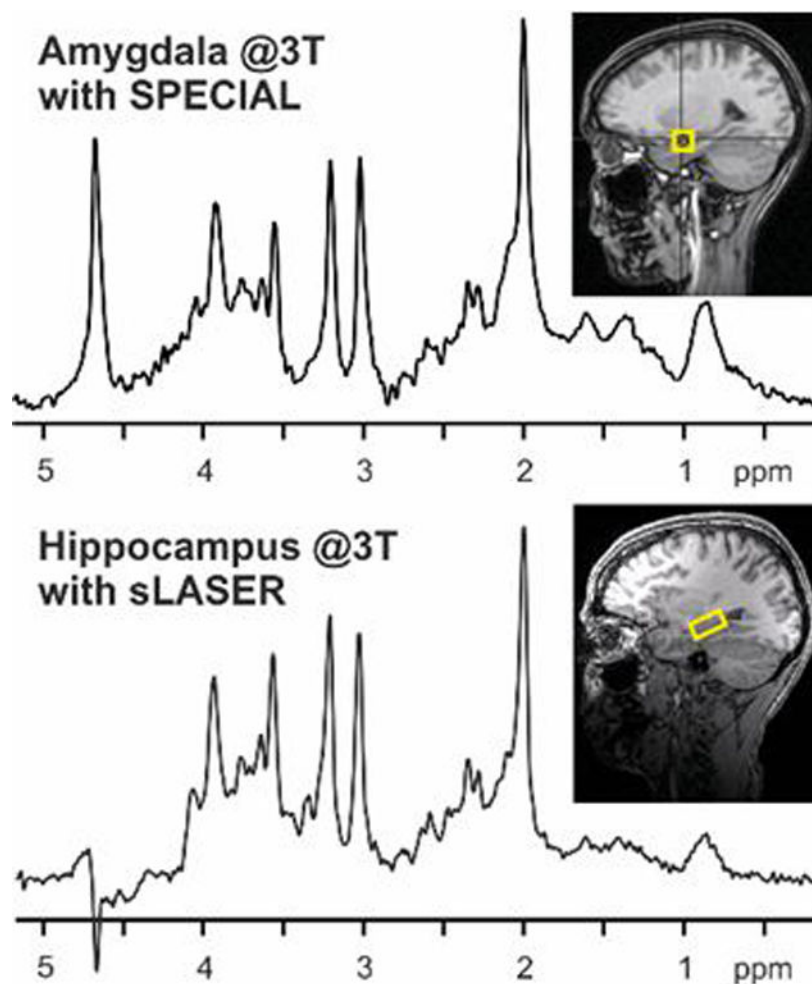 Amygdala @3T
with SPECIAL
5 4 3 2 1 ppm
Hippocampus @3T
with sLASER
5 4 3 2 1 ppm